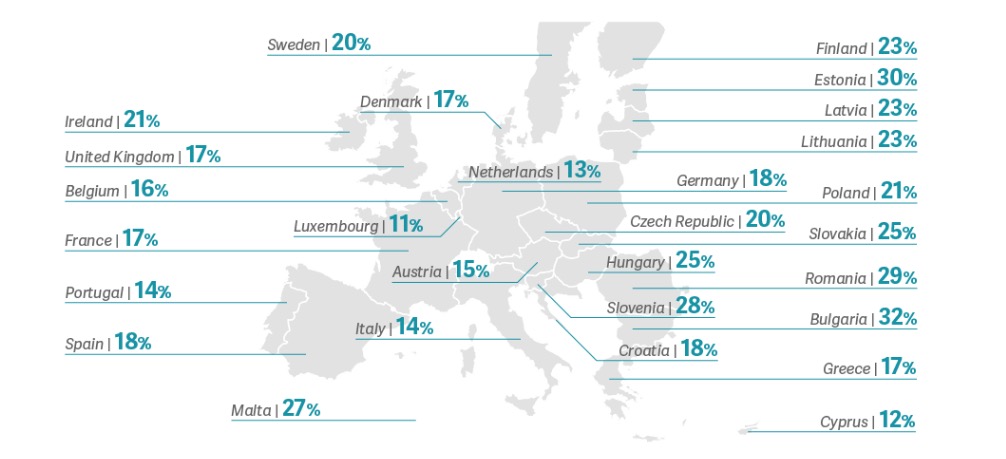 Sweden | 20%
Finland | 23%
Estonia | 30%
Denmark | 17%
Latvia | 23%
Ireland | 21%
Lithuania | 23%
United Kingdom | 17%
Netherlands | 13%
Germany | 18%
Belgium | 16%
Poland | 21%
Luxembourg | 11%
Czech Republic | 20%
Slovakia | 25%
France | 17%
Hungary | 25%
Austria | 15%
Romania | 29%
Portugal | 14%
Slovenia | 28%
Bulgaria | 32%
Italy | 14%
Spain | 18%
Croatia | 18%
Greece | 17%
Malta | 27%
Cyprus | 12%